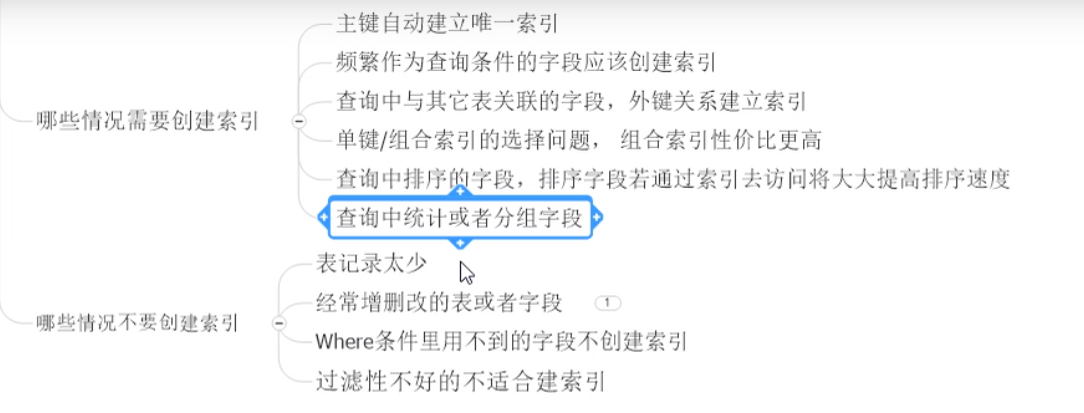 哪些情况需要创建索引
主键自动建立唯一索引
频繁作为查询条件的字段应该创建索引
查询中与其它表关联的字段，外键关系建立索引
单键/组合索引的选择问题， 组合索引性价比更高
查询中排序的字段，排序字段若通过索引去访问将大大提高排序速度
查询中统计或者分组字段
哪些情况不要创建索引
表记录太少
经常增删改的表或者字段 1
Where条件里用不到的字段不创建索引
过滤性不好的不适合建索引